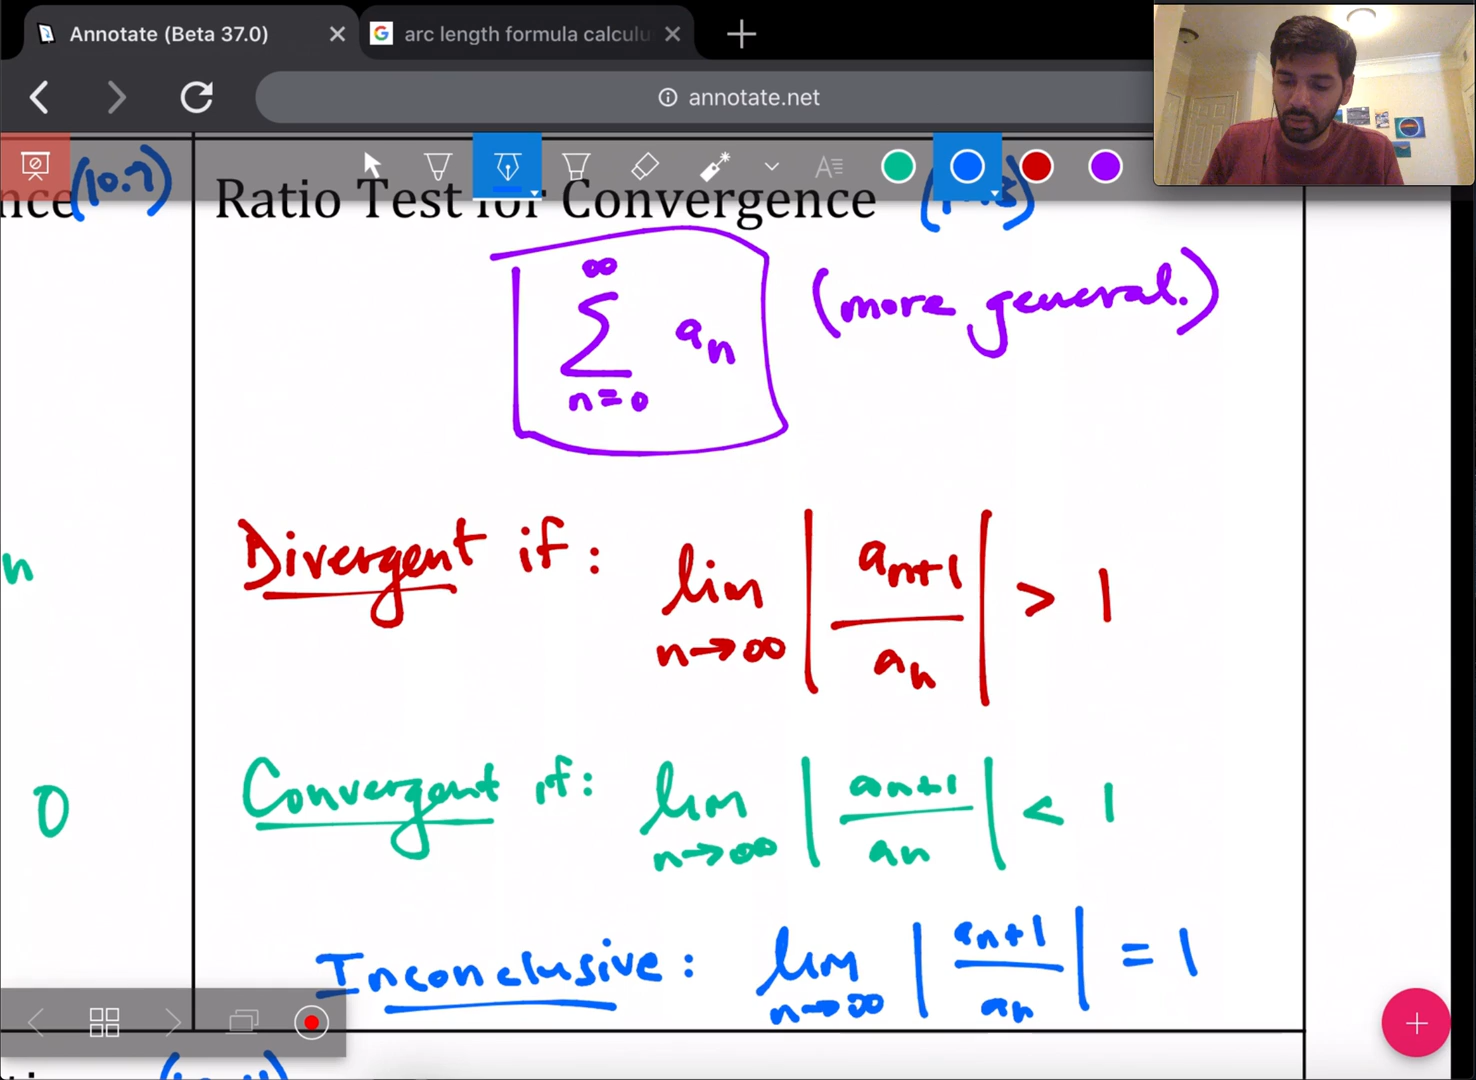 Annotate (Beta 37.0)
arc length formula calculu
annotate.net
nce (10.7)
Ratio Test for Convergence
∞
∑ aₙ
n=0
(more general.)
n
Divergent if: lim | aₙ₊₁ / aₙ | > 1
n→∞
0
Convergent if: lim | aₙ₊₁ / aₙ | < 1
n→∞
Inconclusive: lim | aₙ₊₁ / aₙ | = 1
n→∞